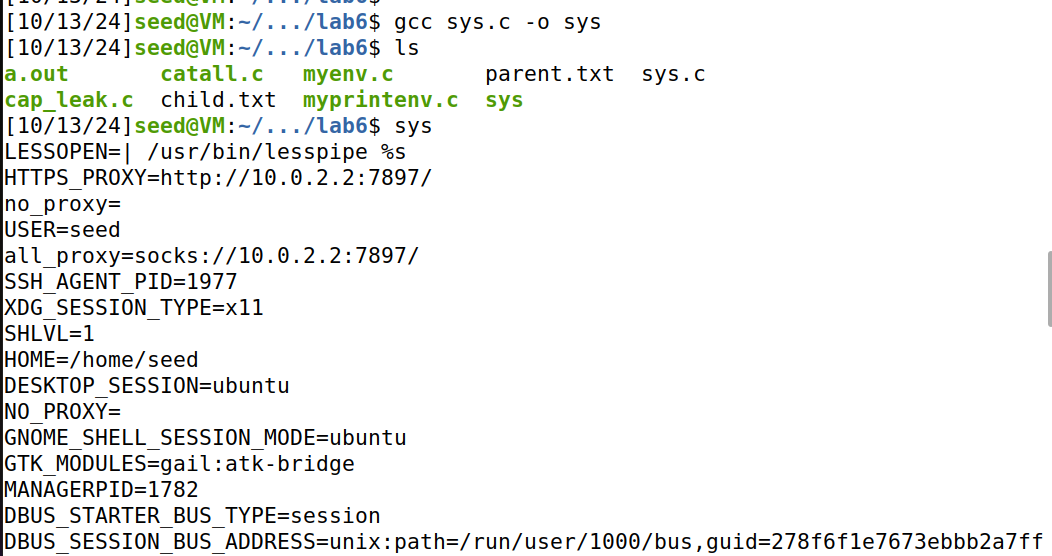 [10/13/24]seed@VM:~/.../lab6$ gcc sys.c -o sys
[10/13/24]seed@VM:~/.../lab6$ ls
a.out       catall.c   myenv.c       parent.txt  sys.c
cap_leak.c  child.txt  myprintenv.c  sys
[10/13/24]seed@VM:~/.../lab6$ sys
LESSOPEN=| /usr/bin/lesspipe %s
HTTPS_PROXY=http://10.0.2.2:7897/
no_proxy=
USER=seed
all_proxy=socks://10.0.2.2:7897/
SSH_AGENT_PID=1977
XDG_SESSION_TYPE=x11
SHLVL=1
HOME=/home/seed
DESKTOP_SESSION=ubuntu
NO_PROXY=
GNOME_SHELL_SESSION_MODE=ubuntu
GTK_MODULES=gail:atk-bridge
MANAGERPID=1782
DBUS_STARTER_BUS_TYPE=session
DBUS_SESSION_BUS_ADDRESS=unix:path=/run/user/1000/bus,guid=278f6f1e7673ebbb2a7ff